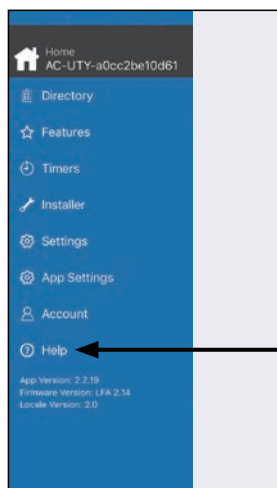 Home
AC-UTY-a0cc2be10d61
Directory
Features
Timers
Installer
Settings
App Settings
Account
Help
App Version: 2.2.19
Firmware Version: LFA 2.14
Locale Version: 2.0